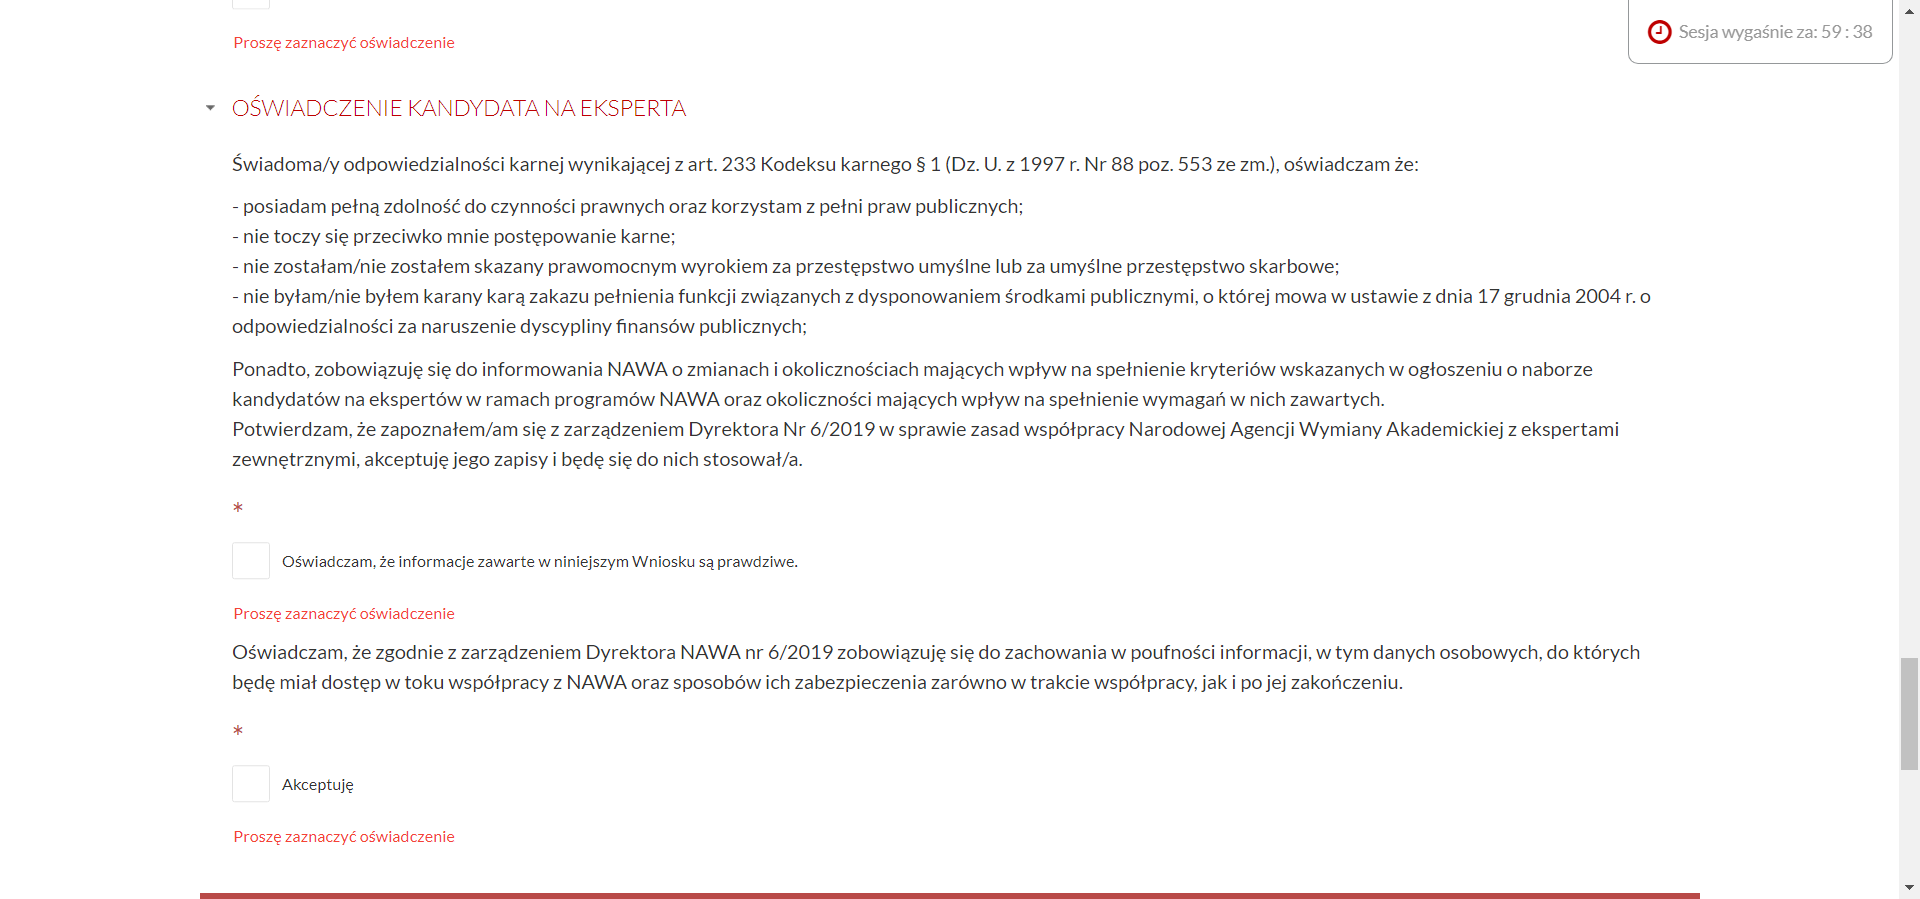 Proszę zaznaczyć oświadczenie
Sesja wygaśnie za: 59 : 38
OŚWIADCZENIE KANDYDATA NA EKSPERTA
Świadoma/y odpowiedzialności karnej wynikającej z art. 233 Kodeksu karnego § 1 (Dz. U. z 1997 r. Nr 88 poz. 553 ze zm.), oświadczam że:
- posiadam pełną zdolność do czynności prawnych oraz korzystam z pełni praw publicznych;
- nie toczy się przeciwko mnie postępowanie karne;
- nie zostałam/nie zostałem skazany prawomocnym wyrokiem za przestępstwo umyślne lub za umyślne przestępstwo skarbowe;
- nie byłam/nie byłem karany karą zakazu pełnienia funkcji związanych z dysponowaniem środkami publicznymi, o której mowa w ustawie z dnia 17 grudnia 2004 r. o
odpowiedzialności za naruszenie dyscypliny finansów publicznych;
Ponadto, zobowiązuję się do informowania NAWA o zmianach i okolicznościach mających wpływ na spełnienie kryteriów wskazanych w ogłoszeniu o naborze
kandydatów na ekspertów w ramach programów NAWA oraz okoliczności mających wpływ na spełnienie wymagań w nich zawartych.
Potwierdzam, że zapoznałem/am się z zarządzeniem Dyrektora Nr 6/2019 w sprawie zasad współpracy Narodowej Agencji Wymiany Akademickiej z ekspertami
zewnętrznymi, akceptuję jego zapisy i będę się do nich stosował/a.
*
Oświadczam, że informacje zawarte w niniejszym Wniosku są prawdziwe.
Proszę zaznaczyć oświadczenie
Oświadczam, że zgodnie z zarządzeniem Dyrektora NAWA nr 6/2019 zobowiązuję się do zachowania w poufności informacji, w tym danych osobowych, do których
będę miał dostęp w toku współpracy z NAWA oraz sposobów ich zabezpieczenia zarówno w trakcie współpracy, jak i po jej zakończeniu.
*
Akceptuję
Proszę zaznaczyć oświadczenie